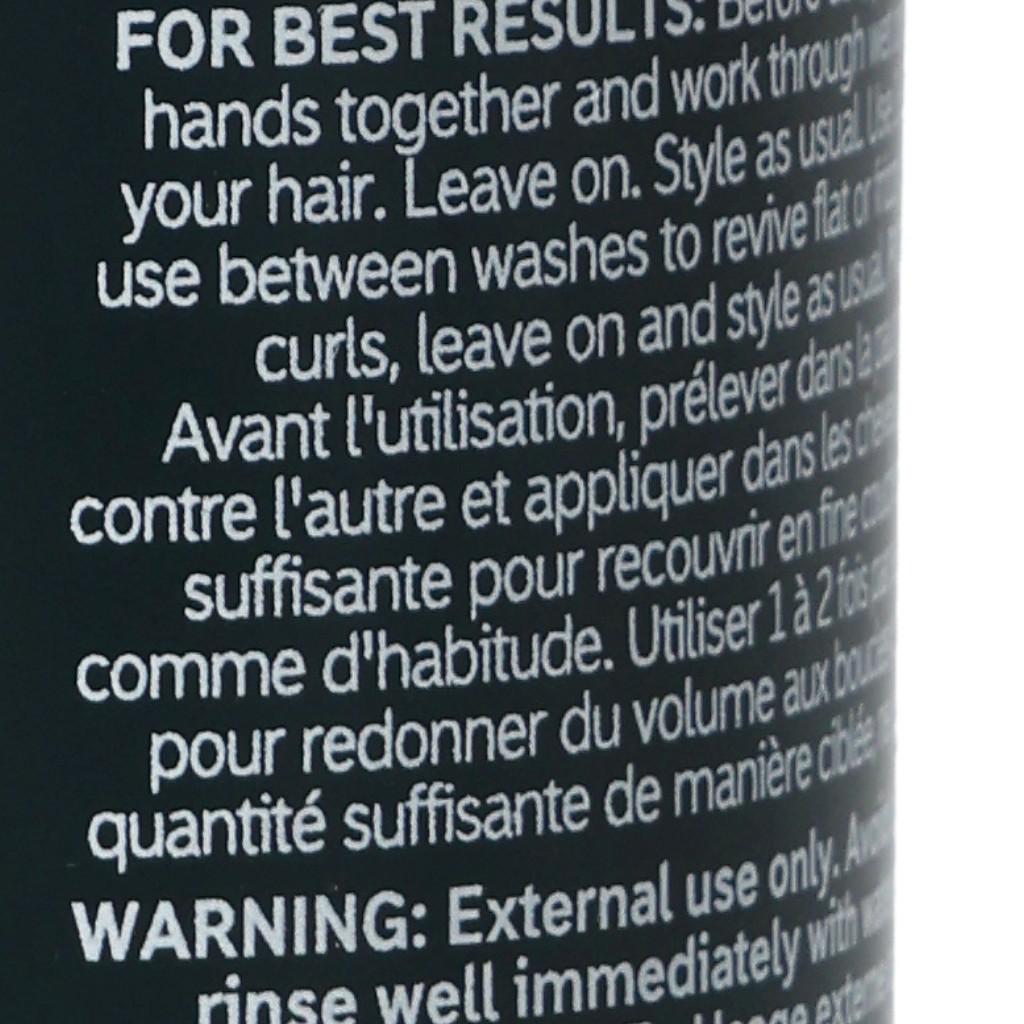 FOR BEST RESULTS: Before
hands together and work through
your hair. Leave on. Style as usual. Use
use between washes to revive flat or
curls, leave on and style as usual.
Avant l'utilisation, prélever dans la
contre l'autre et appliquer dans les
suffisante pour recouvrir en fine
comme d'habitude. Utiliser 1 à 2 fois
pour redonner du volume aux
quantité suffisante de manière ciblée,
WARNING: External use only.
rinse well immediately with